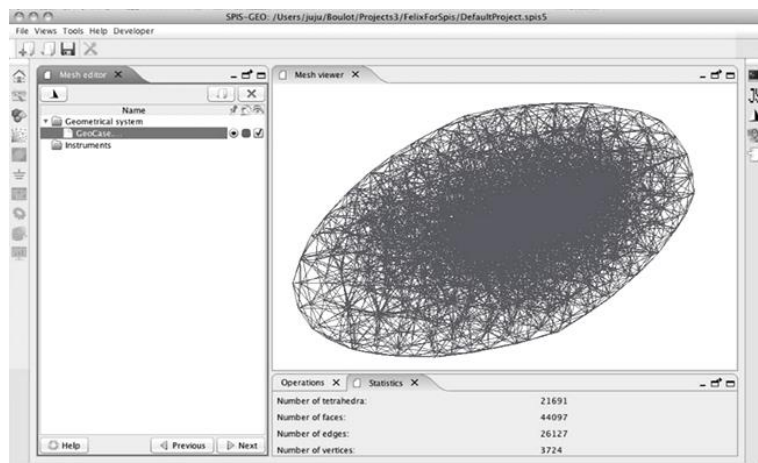 SPIS-GEO: /Users/juju/Boulot/Projects3/FelixForSpis/DefaultProject.spis5
File Views Tools Help Developer
Mesh editor
Name
Geometrical system
GeoCase....
Instruments
Help
Previous
Next
Mesh viewer
Operations
Statistics
Number of tetrahedra: 21691
Number of faces: 44097
Number of edges: 26127
Number of vertices: 3724